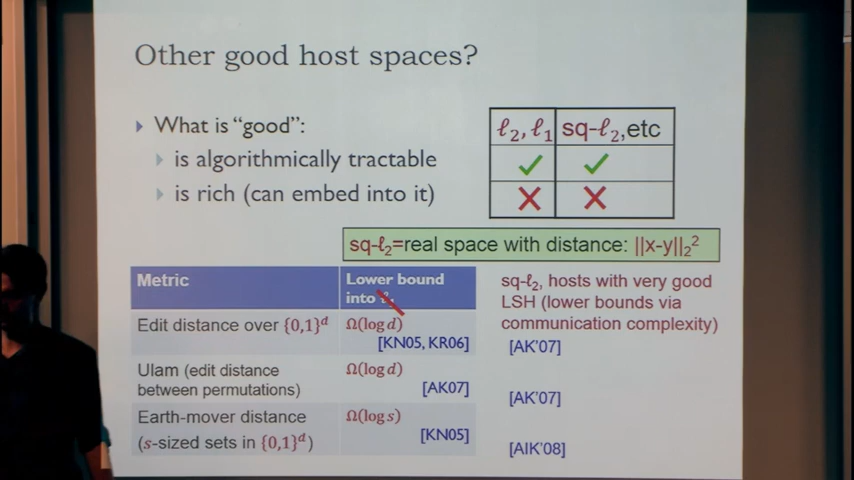 Other good host spaces?
What is "good":
is algorithmically tractable
is rich (can embed into it)
ℓ₂, ℓ₁ sq-ℓ₂,etc
sq-ℓ₂=real space with distance: ||x-y||₂²
Metric
Lower bound
into
Edit distance over {0,1}ᵈ
Ω(log d)
[KN05, KR06]
Ulam (edit distance
between permutations)
Ω(log d)
[AK07]
Earth-mover distance
(s-sized sets in {0,1}ᵈ)
Ω(log s)
[KN05]
sq-ℓ₂, hosts with very good
LSH (lower bounds via
communication complexity)
[AK'07]
[AK'07]
[AIK'08]